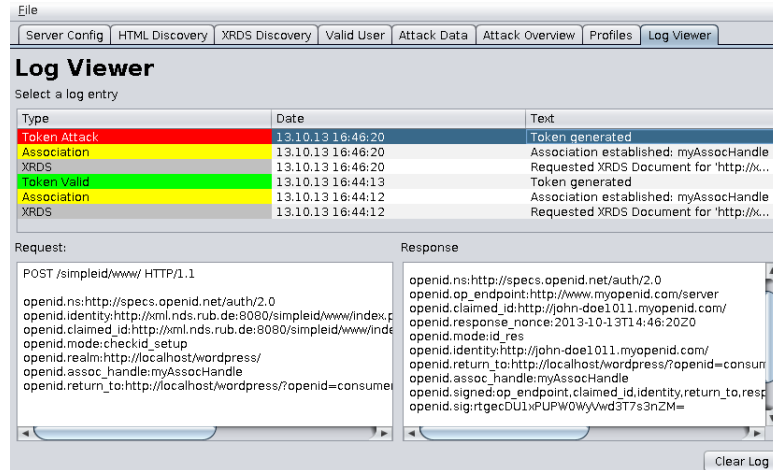 File
Server Config HTML Discovery XRDS Discovery Valid User Attack Data Attack Overview Profiles Log Viewer
Log Viewer
Select a log entry
Type Date Text
Token Attack 13.10.13 16:46:20 Token generated
Association 13.10.13 16:46:20 Association established: myAssocHandle
XRDS 13.10.13 16:46:20 Requested XRDS Document for 'http://x...
Token Valid 13.10.13 16:44:13 Token generated
Association 13.10.13 16:44:12 Association established: myAssocHandle
XRDS 13.10.13 16:44:12 Requested XRDS Document for 'http://x...
Request:
POST /simpleid/www/ HTTP/1.1
openid.ns:http://specs.openid.net/auth/2.0
openid.identity:http://xml.nds.rub.de:8080/simpleid/www/index.p
openid.claimed_id:http://xml.nds.rub.de:8080/simpleid/www/inde
openid.mode:checkid_setup
openid.realm:http://localhost/wordpress/
openid.assoc_handle:myAssocHandle
openid.return_to:http://localhost/wordpress/?openid=consumer
Response
openid.ns:http://specs.openid.net/auth/2.0
openid.op_endpoint:http://www.myopenid.com/server
openid.claimed_id:http://john-doe1011.myopenid.com/
openid.response_nonce:2013-10-13T14:46:20Z0
openid.mode:id_res
openid.identity:http://john-doe1011.myopenid.com/
openid.return_to:http://localhost/wordpress/?openid=consum
openid.assoc_handle:myAssocHandle
openid.signed:op_endpoint,claimed_id,identity,return_to,resp
openid.sig:rtgecDU1xPUPW0WyVwd3T7s3nZM=
Clear Log